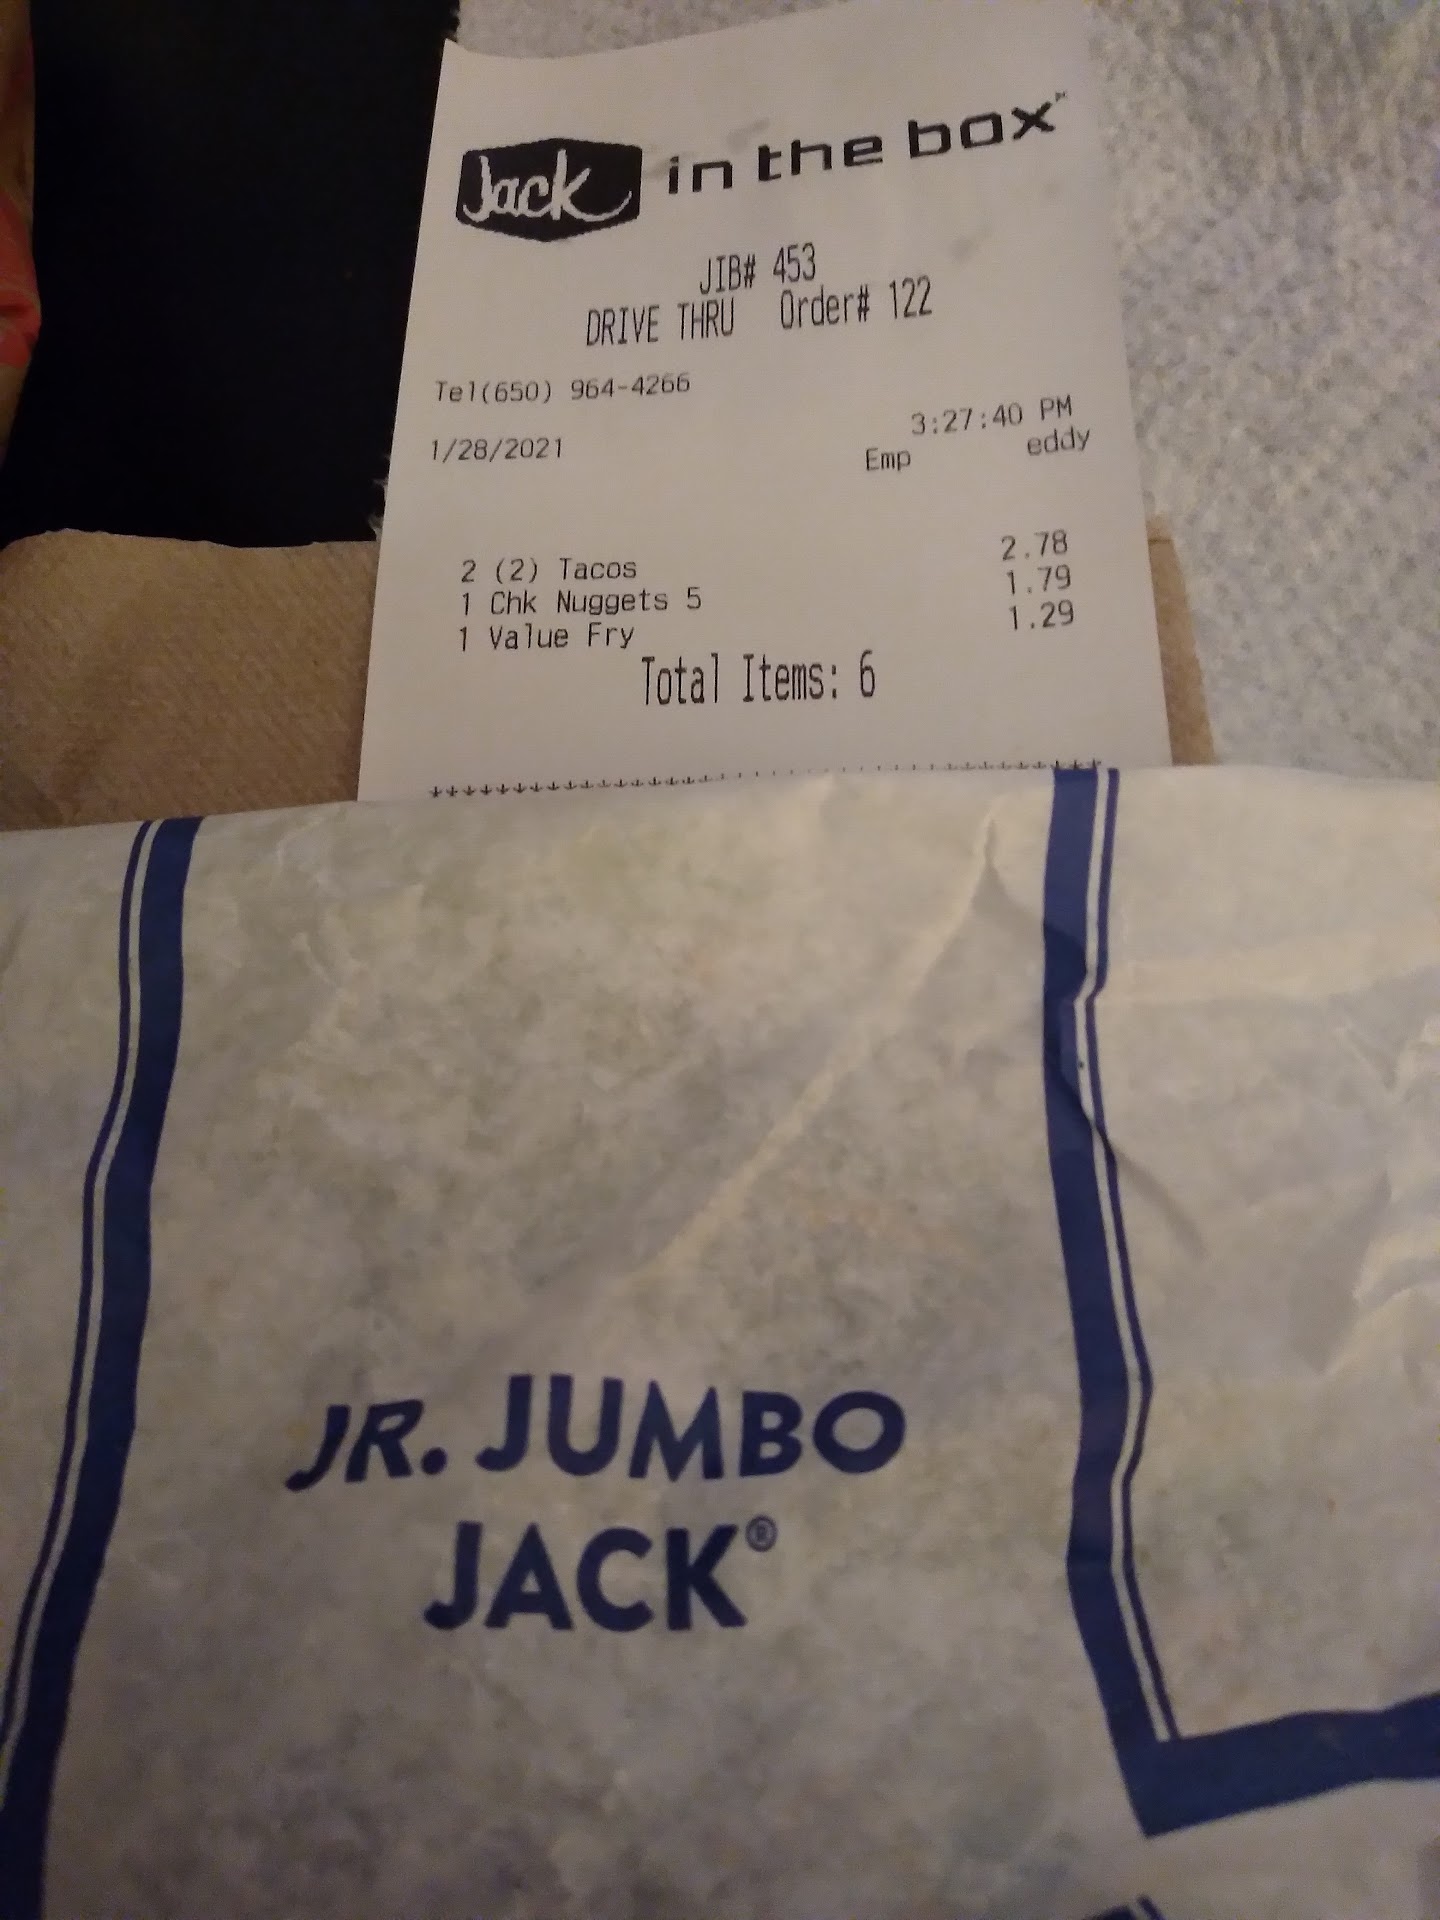 Jack in the box™
JIB# 453
DRIVE THRU Order# 122
Tel(650) 964-4266
3:27:40 PM
1/28/2021
Emp eddy
2 (2) Tacos 2.78
1 Chk Nuggets 5 1.79
1 Value Fry 1.29
Total Items: 6
JR. JUMBO
JACK®